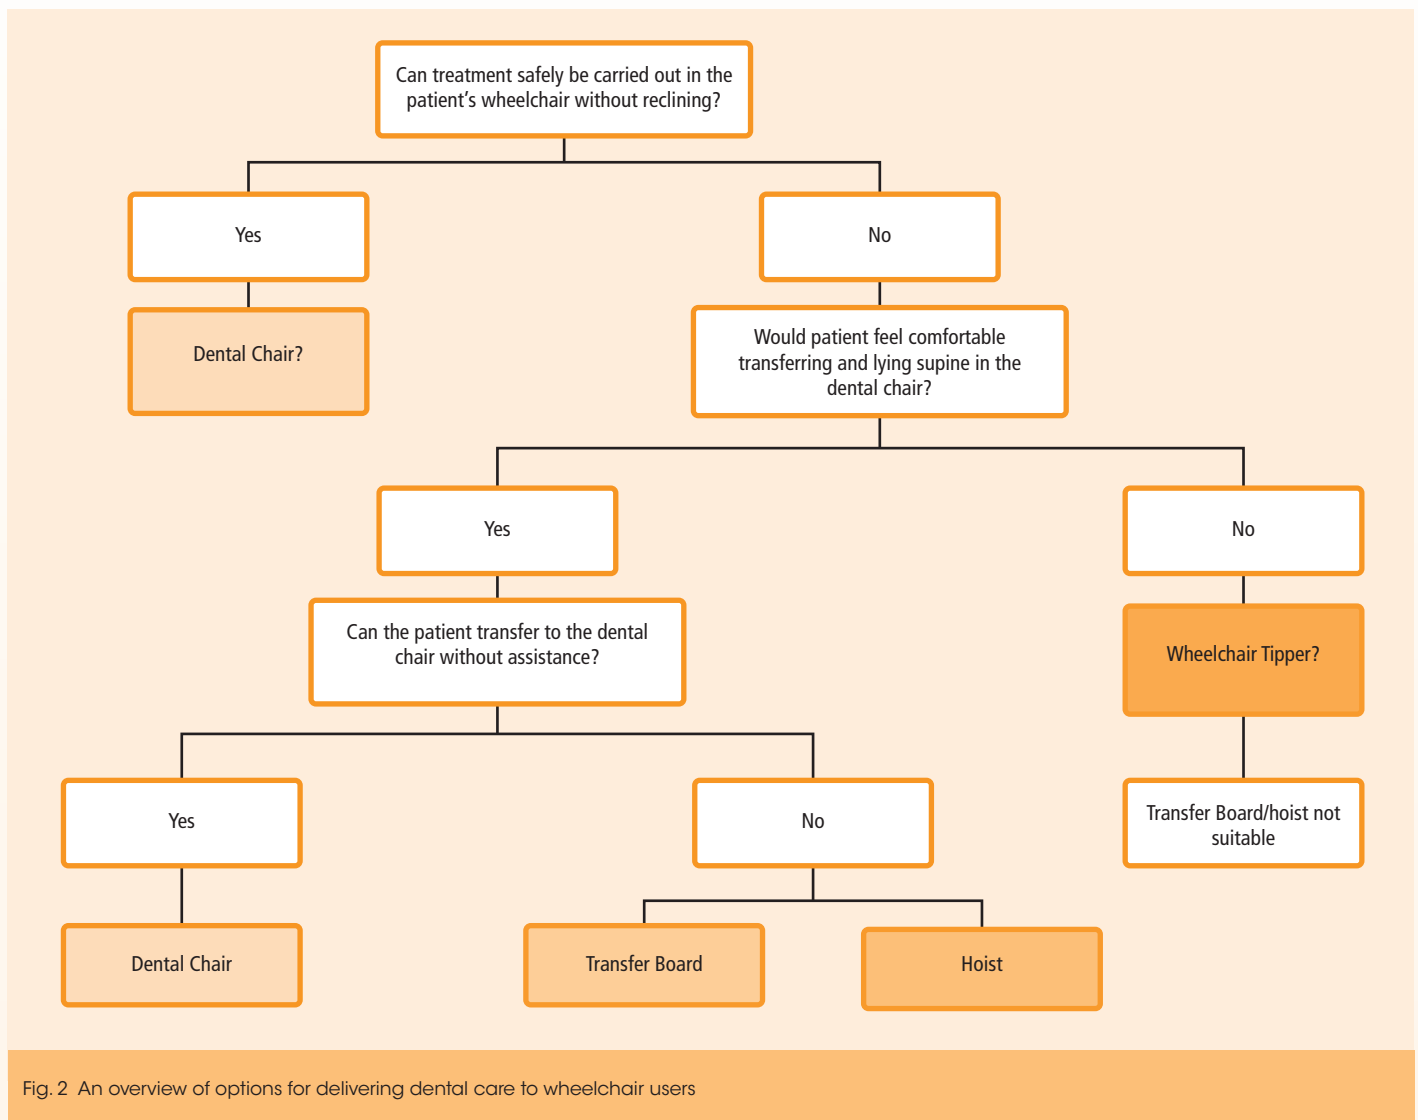 Can treatment safely be carried out in the
patient’s wheelchair without reclining?
Yes
No
Dental Chair?
Would patient feel comfortable
transferring and lying supine in the
dental chair?
Yes
No
Can the patient transfer to the dental
chair without assistance?
Wheelchair Tipper?
Yes
No
Transfer Board/hoist not
suitable
Dental Chair
Transfer Board
Hoist
Fig. 2 An overview of options for delivering dental care to wheelchair users